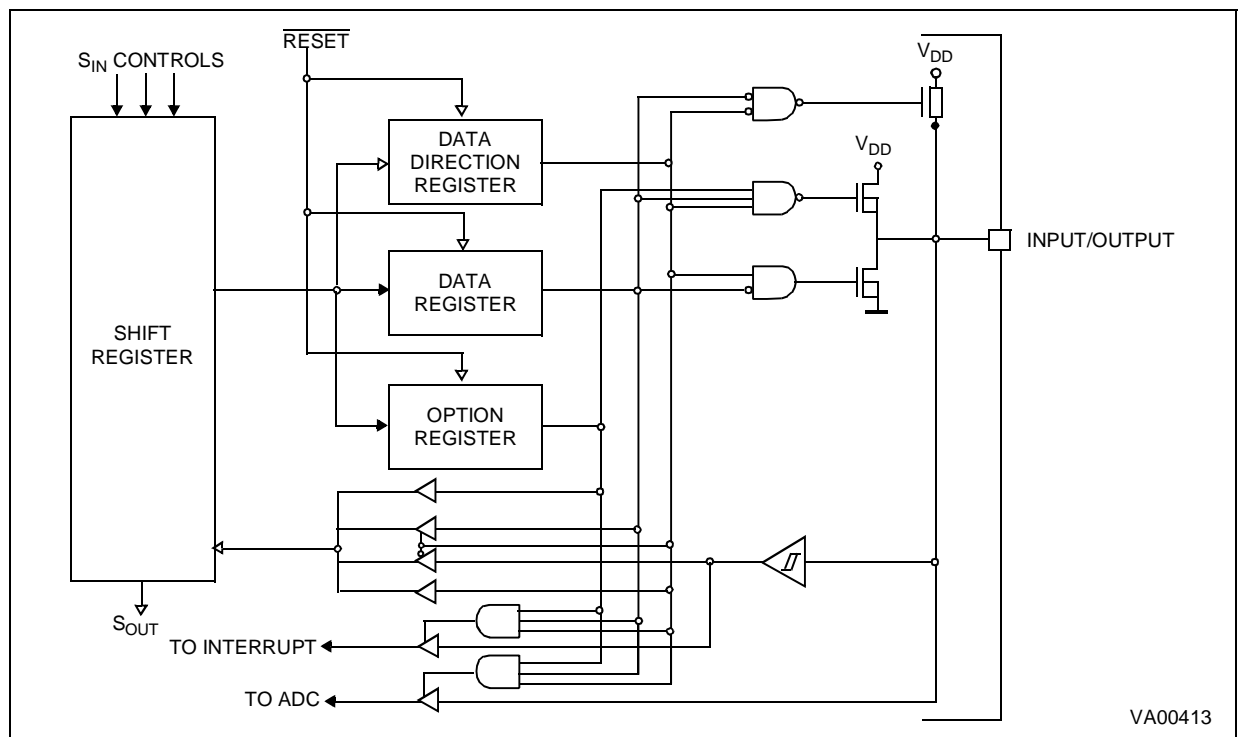 RESET
S_IN CONTROLS
V_DD
DATA
DIRECTION
REGISTER
V_DD
INPUT/OUTPUT
DATA
REGISTER
SHIFT
REGISTER
OPTION
REGISTER
S_OUT
TO INTERRUPT
TO ADC
VA00413